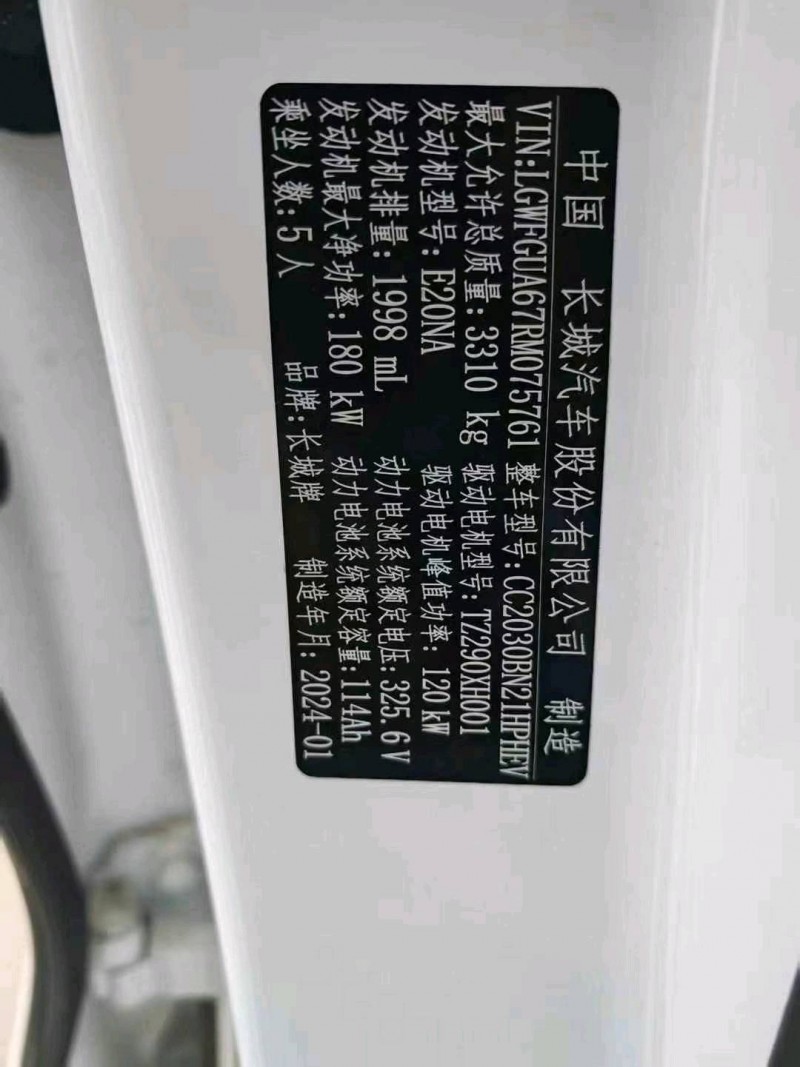 中国 长城汽车股份有限公司 制造
VIN:LGWFGUA67RM075761 整车型号:CC2030BN21HPHEV
最大允许总质量:3310 kg 驱动电机型号:TZ290XH001
发动机型号:E20NA 驱动电机峰值功率:120kW
发动机排量:1998 mL 动力电池系统额定电压:325.6V
发动机最大净功率:180 kW 动力电池系统额定容量:114Ah
乘坐人数:5人 品牌:长城牌 制造年月:2024-01